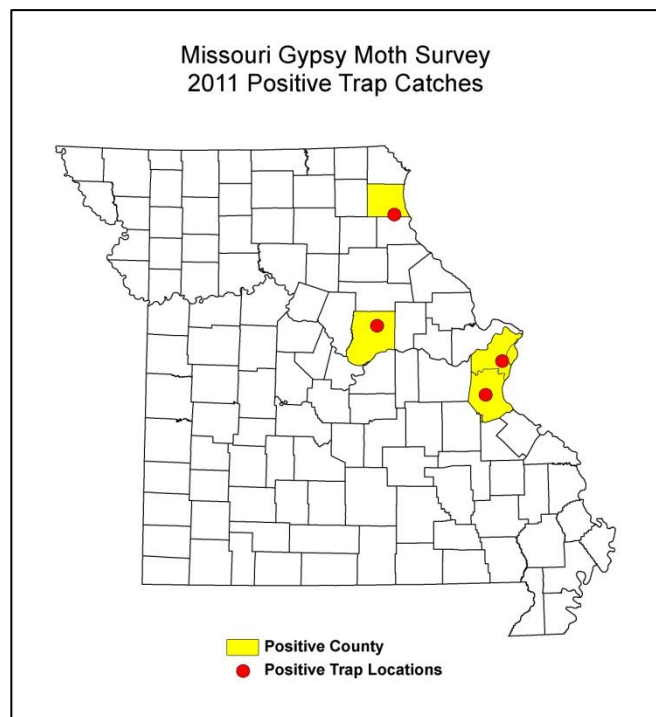 Missouri Gypsy Moth Survey
2011 Positive Trap Catches
Positive County
Positive Trap Locations